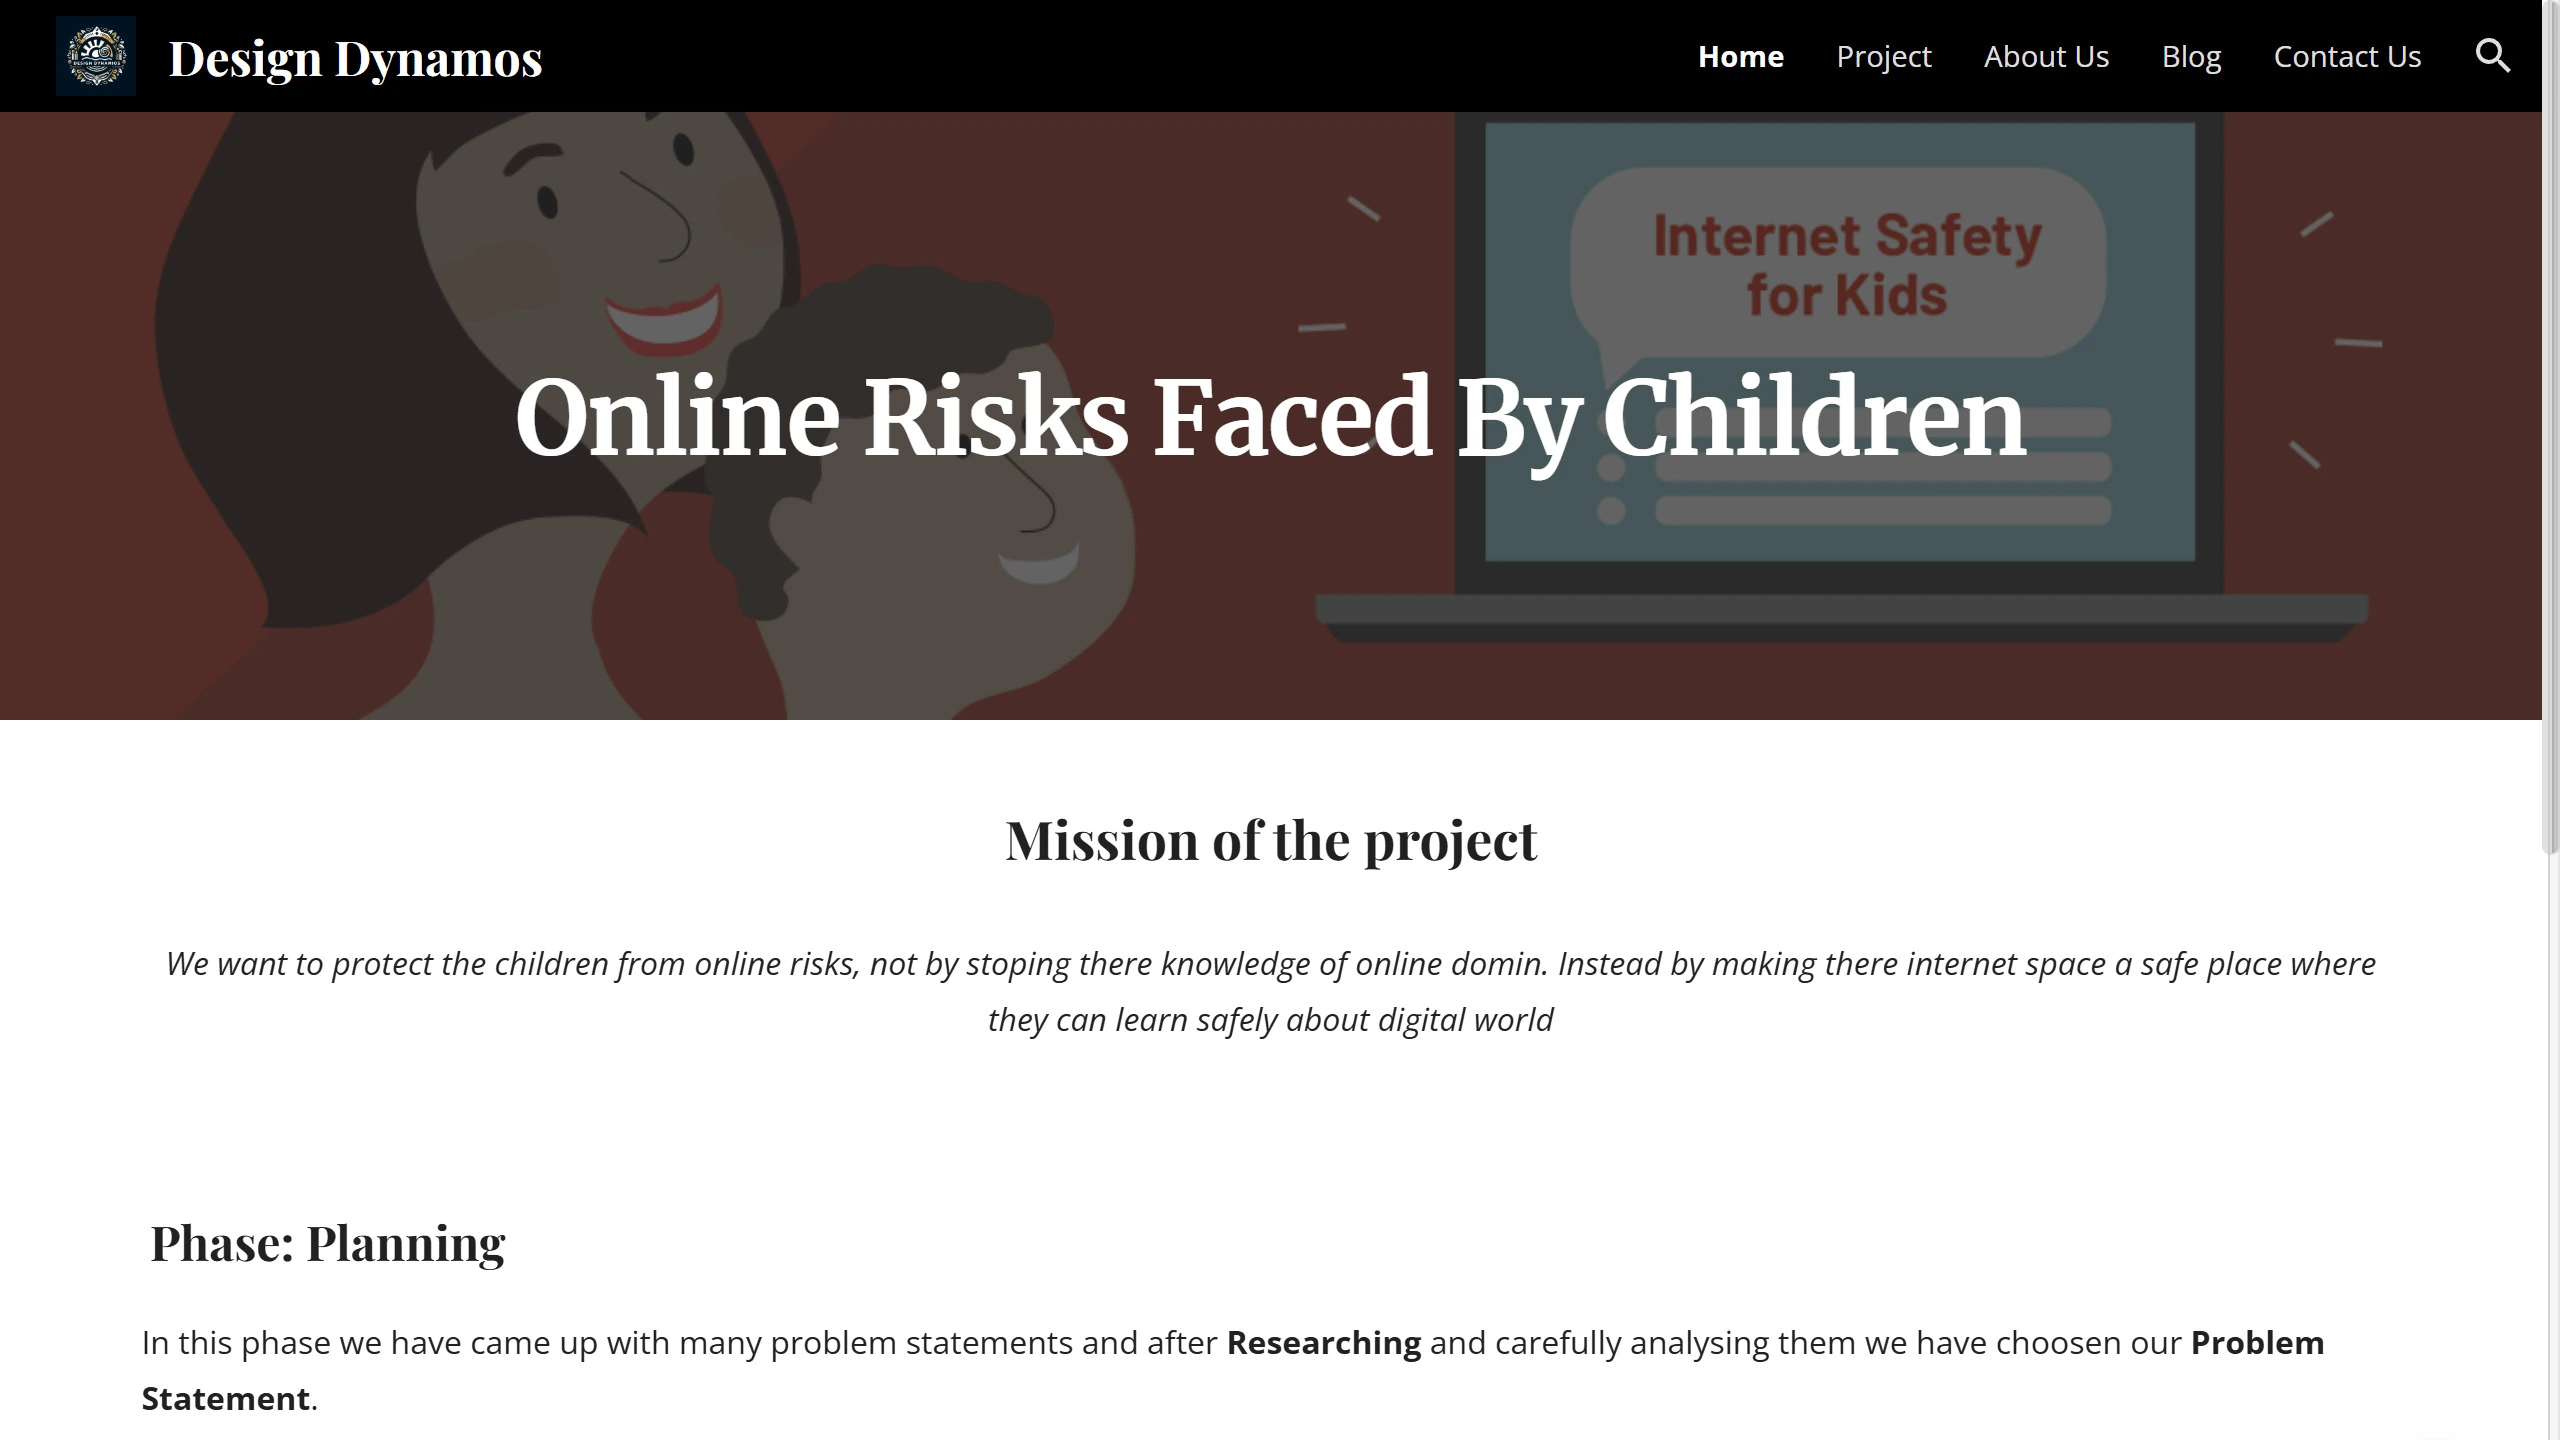 DESIGN DYNAMOS
Design Dynamos
Home
Project
About Us
Blog
Contact Us
Internet Safety
for Kids
Online Risks Faced By Children
Mission of the project
We want to protect the children from online risks, not by stoping there knowledge of online domin. Instead by making there internet space a safe place where
they can learn safely about digital world
Phase: Planning
In this phase we have came up with many problem statements and after Researching and carefully analysing them we have choosen our Problem
Statement.